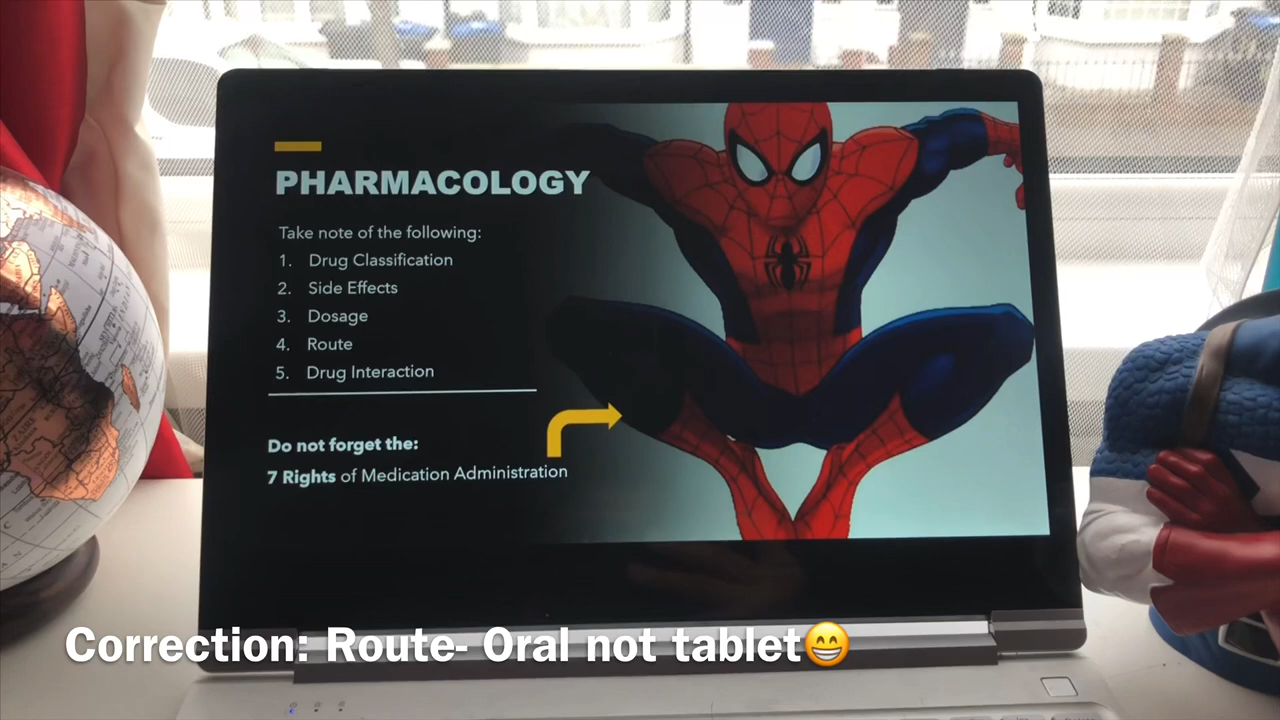 PHARMACOLOGY
Take note of the following:
1. Drug Classification
2. Side Effects
3. Dosage
4. Route
5. Drug Interaction
Do not forget the:
7 Rights of Medication Administration
ZAIRE
Correction: Route- Oral not tablet😄